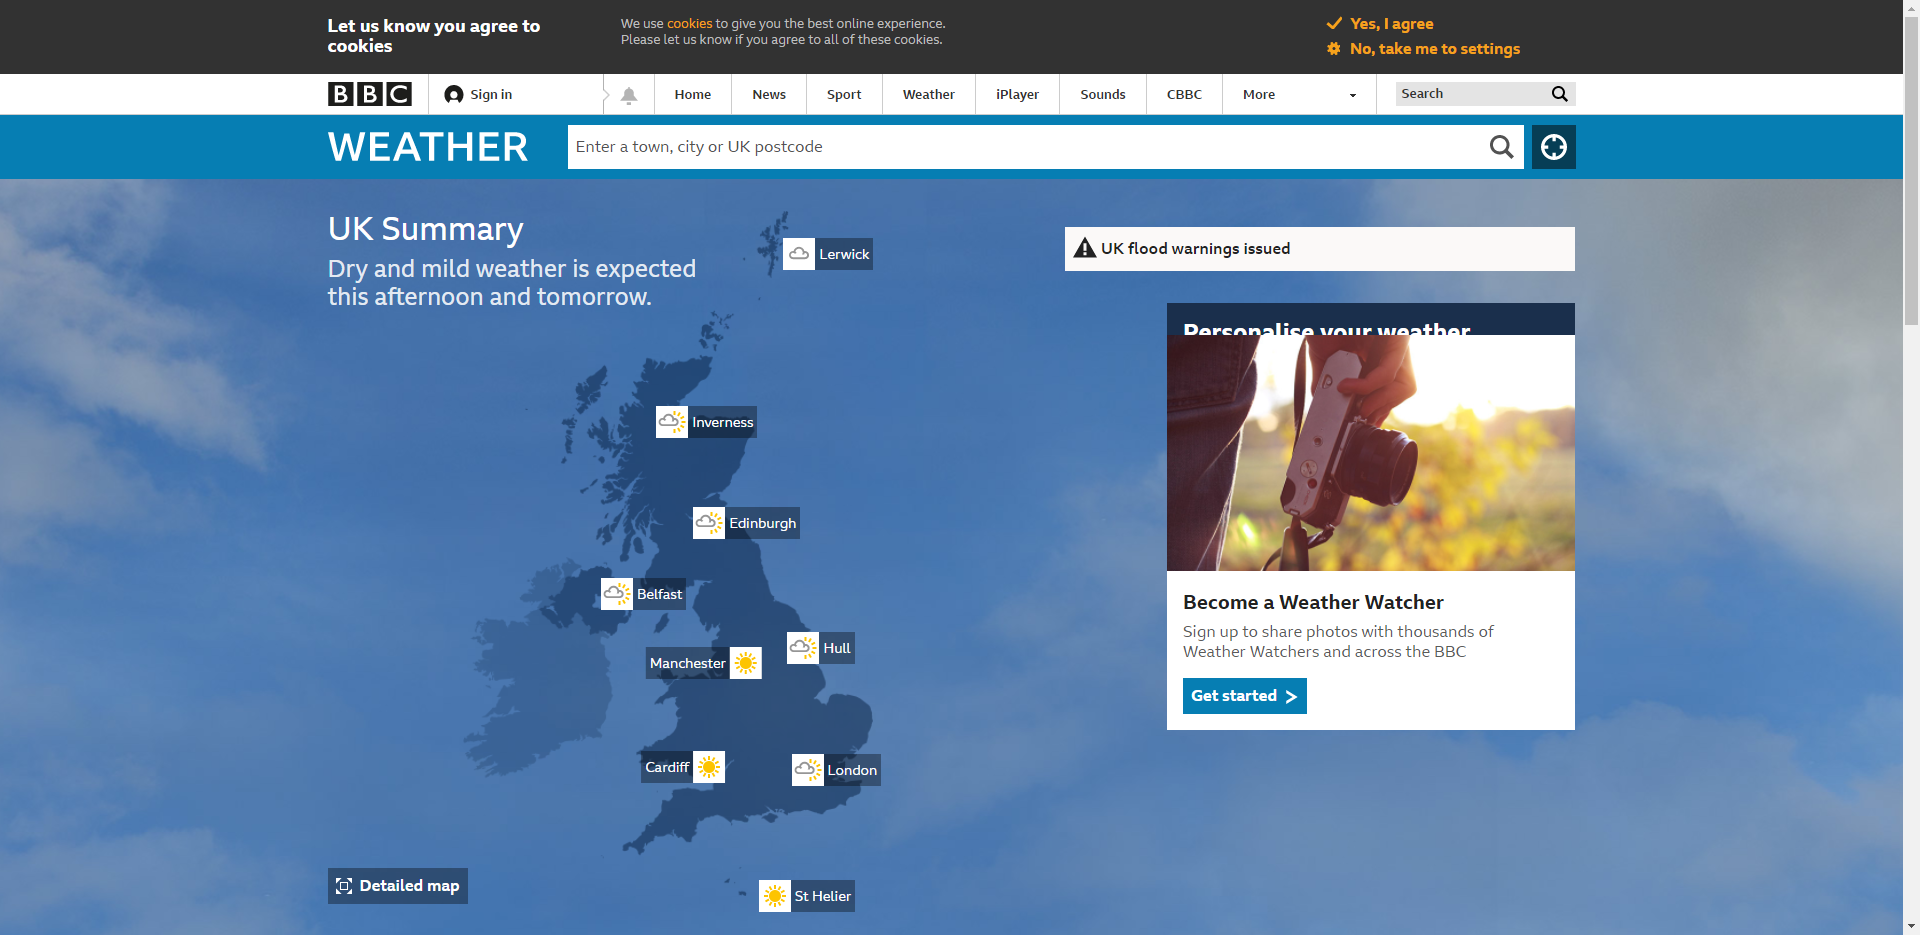 Let us know you agree to
cookies
We use cookies to give you the best online experience.
Please let us know if you agree to all of these cookies.
Yes, I agree
No, take me to settings
BBC
Sign in
Home
News
Sport
Weather
iPlayer
Sounds
CBBC
More
Search
WEATHER
Enter a town, city or UK postcode
UK Summary
Dry and mild weather is expected
this afternoon and tomorrow.
Lerwick
UK flood warnings issued
Personalise your weather
Inverness
Edinburgh
Belfast
Hull
Manchester
Cardiff
London
St Helier
Become a Weather Watcher
Sign up to share photos with thousands of
Weather Watchers and across the BBC
Get started
Detailed map